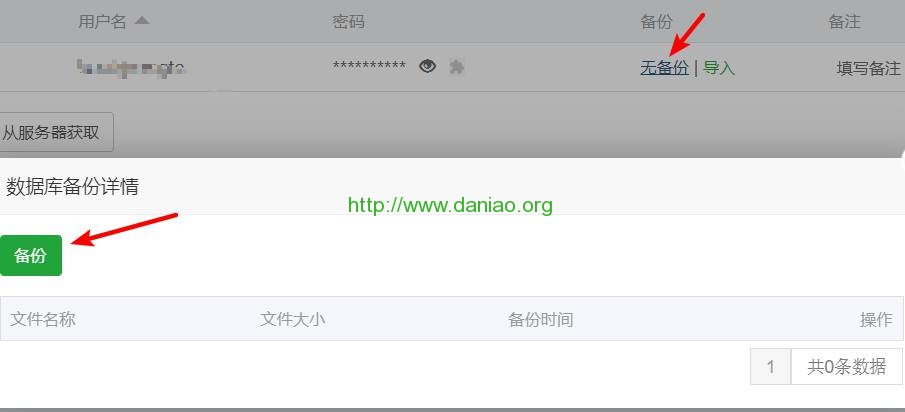 用户名 密码 备份 备注
********** 无备份 | 导入 填写备注
从服务器获取
数据库备份详情
http://www.daniao.org
备份
文件名称 文件大小 备份时间 操作
1 共0条数据